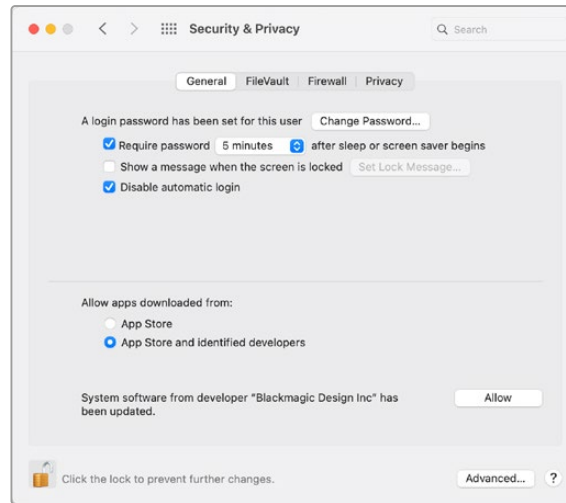 Security & Privacy
Search
General FileVault Firewall Privacy
A login password has been set for this user Change Password...
Require password 5 minutes after sleep or screen saver begins
Show a message when the screen is locked Set Lock Message...
Disable automatic login
Allow apps downloaded from:
App Store
App Store and identified developers
System software from developer “Blackmagic Design Inc” has Allow
been updated.
Click the lock to prevent further changes. Advanced... ?